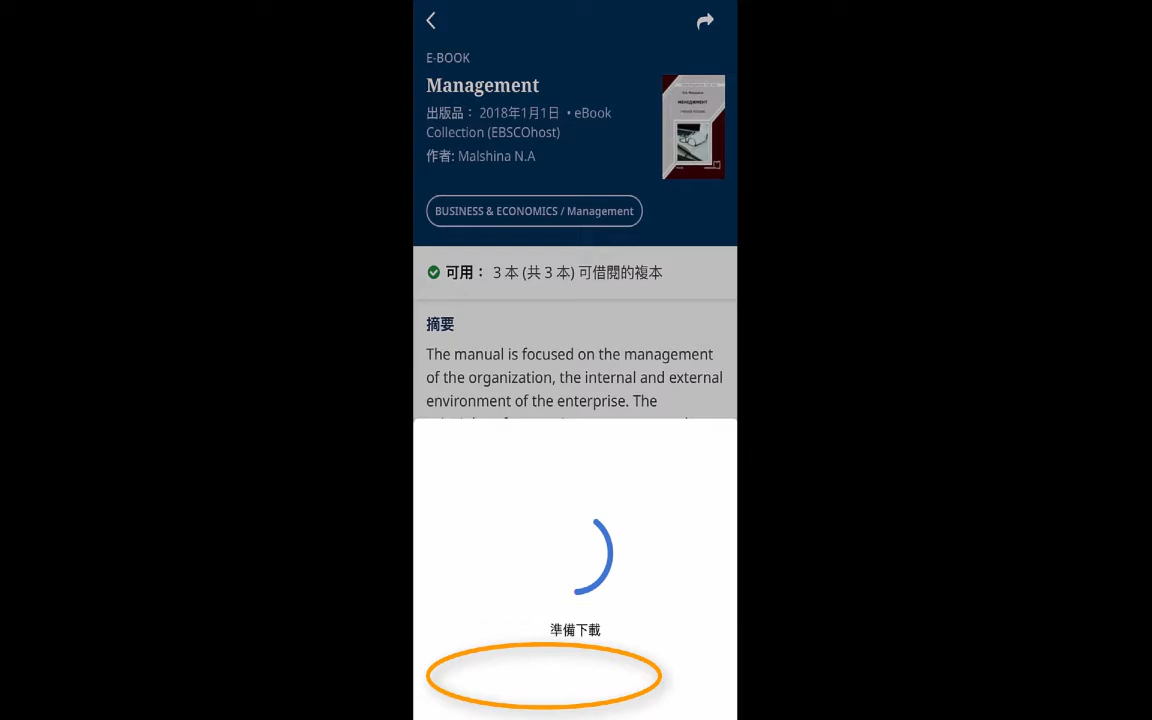 E-BOOK
Management
出版品： 2018年1月1日 • eBook
Collection (EBSCOhost)
作者: Malshina N.A
МЕНЕДЖМЕНТ
BUSINESS & ECONOMICS / Management
可用： 3 本 (共 3 本) 可借閱的複本
摘要
The manual is focused on the management
of the organization, the internal and external
environment of the enterprise. The
準備下載